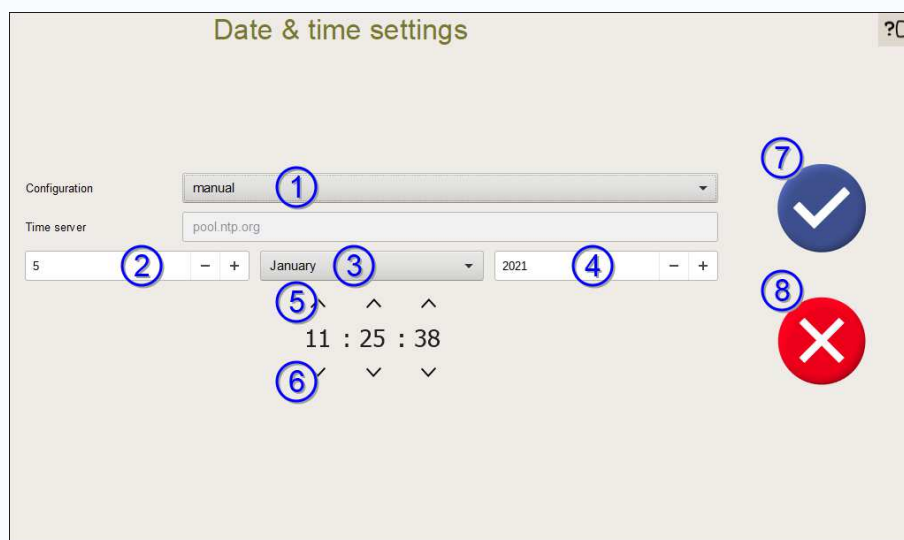 Date & time settings
?
7
Configuration
manual
1
Time server
pool.ntp.org
5
2
- +
January
3
2021
4
- +
8
5
11 : 25 : 38
6